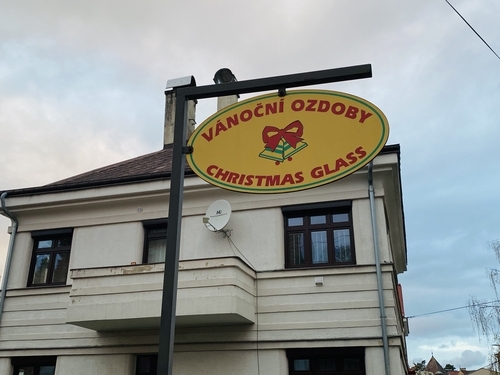 VÁNOČNÍ OZDOBY
CHRISTMAS GLASS